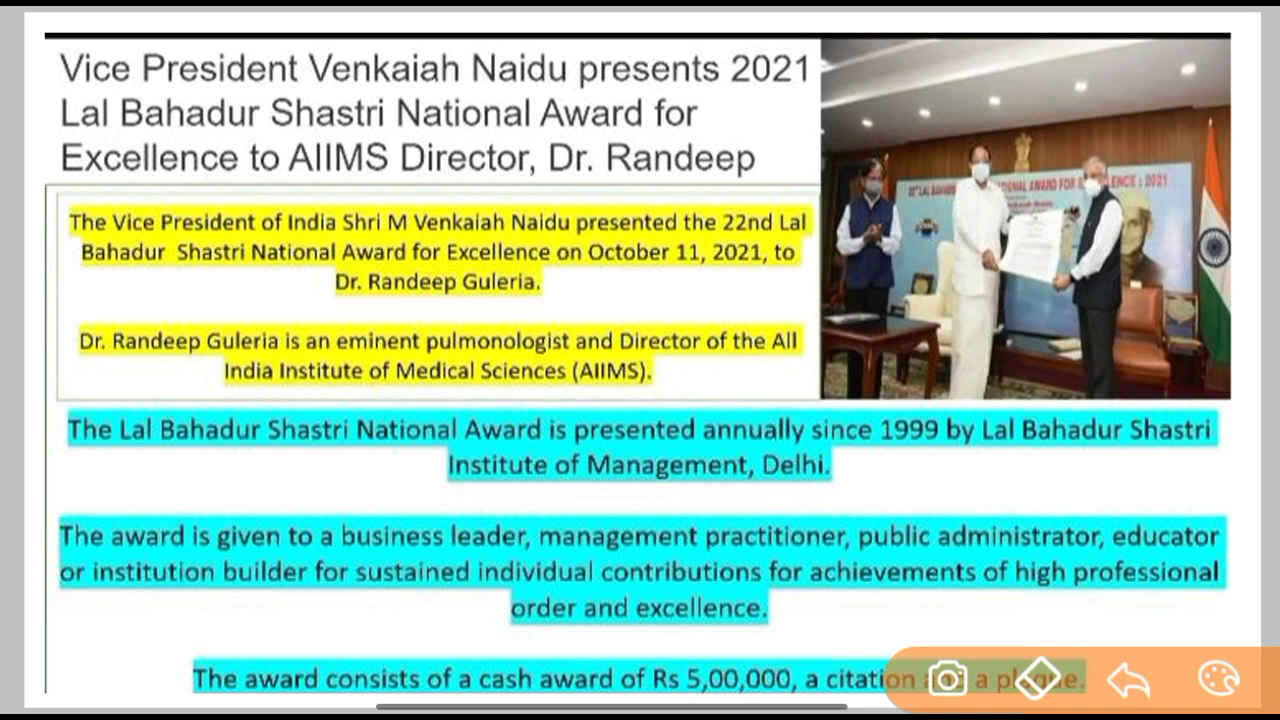 Vice President Venkaiah Naidu presents 2021
Lal Bahadur Shastri National Award for
Excellence to AIIMS Director, Dr. Randeep
The Vice President of India Shri M Venkaiah Naidu presented the 22nd Lal
Bahadur Shastri National Award for Excellence on October 11, 2021, to
Dr. Randeep Guleria.
Dr. Randeep Guleria is an eminent pulmonologist and Director of the All
India Institute of Medical Sciences (AIIMS).
NATIONAL AWARD FOR
: 2021
The Lal Bahadur Shastri National Award is presented annually since 1999 by Lal Bahadur Shastri
Institute of Management, Delhi.
The award is given to a business leader, management practitioner, public administrator, educator
or institution builder for sustained individual contributions for achievements of high professional
order and excellence.
The award consists of a cash award of Rs 5,00,000, a citation and a plaque.